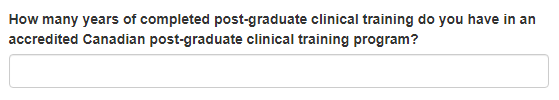 How many years of completed post-graduate clinical training do you have in an
accredited Canadian post-graduate clinical training program?